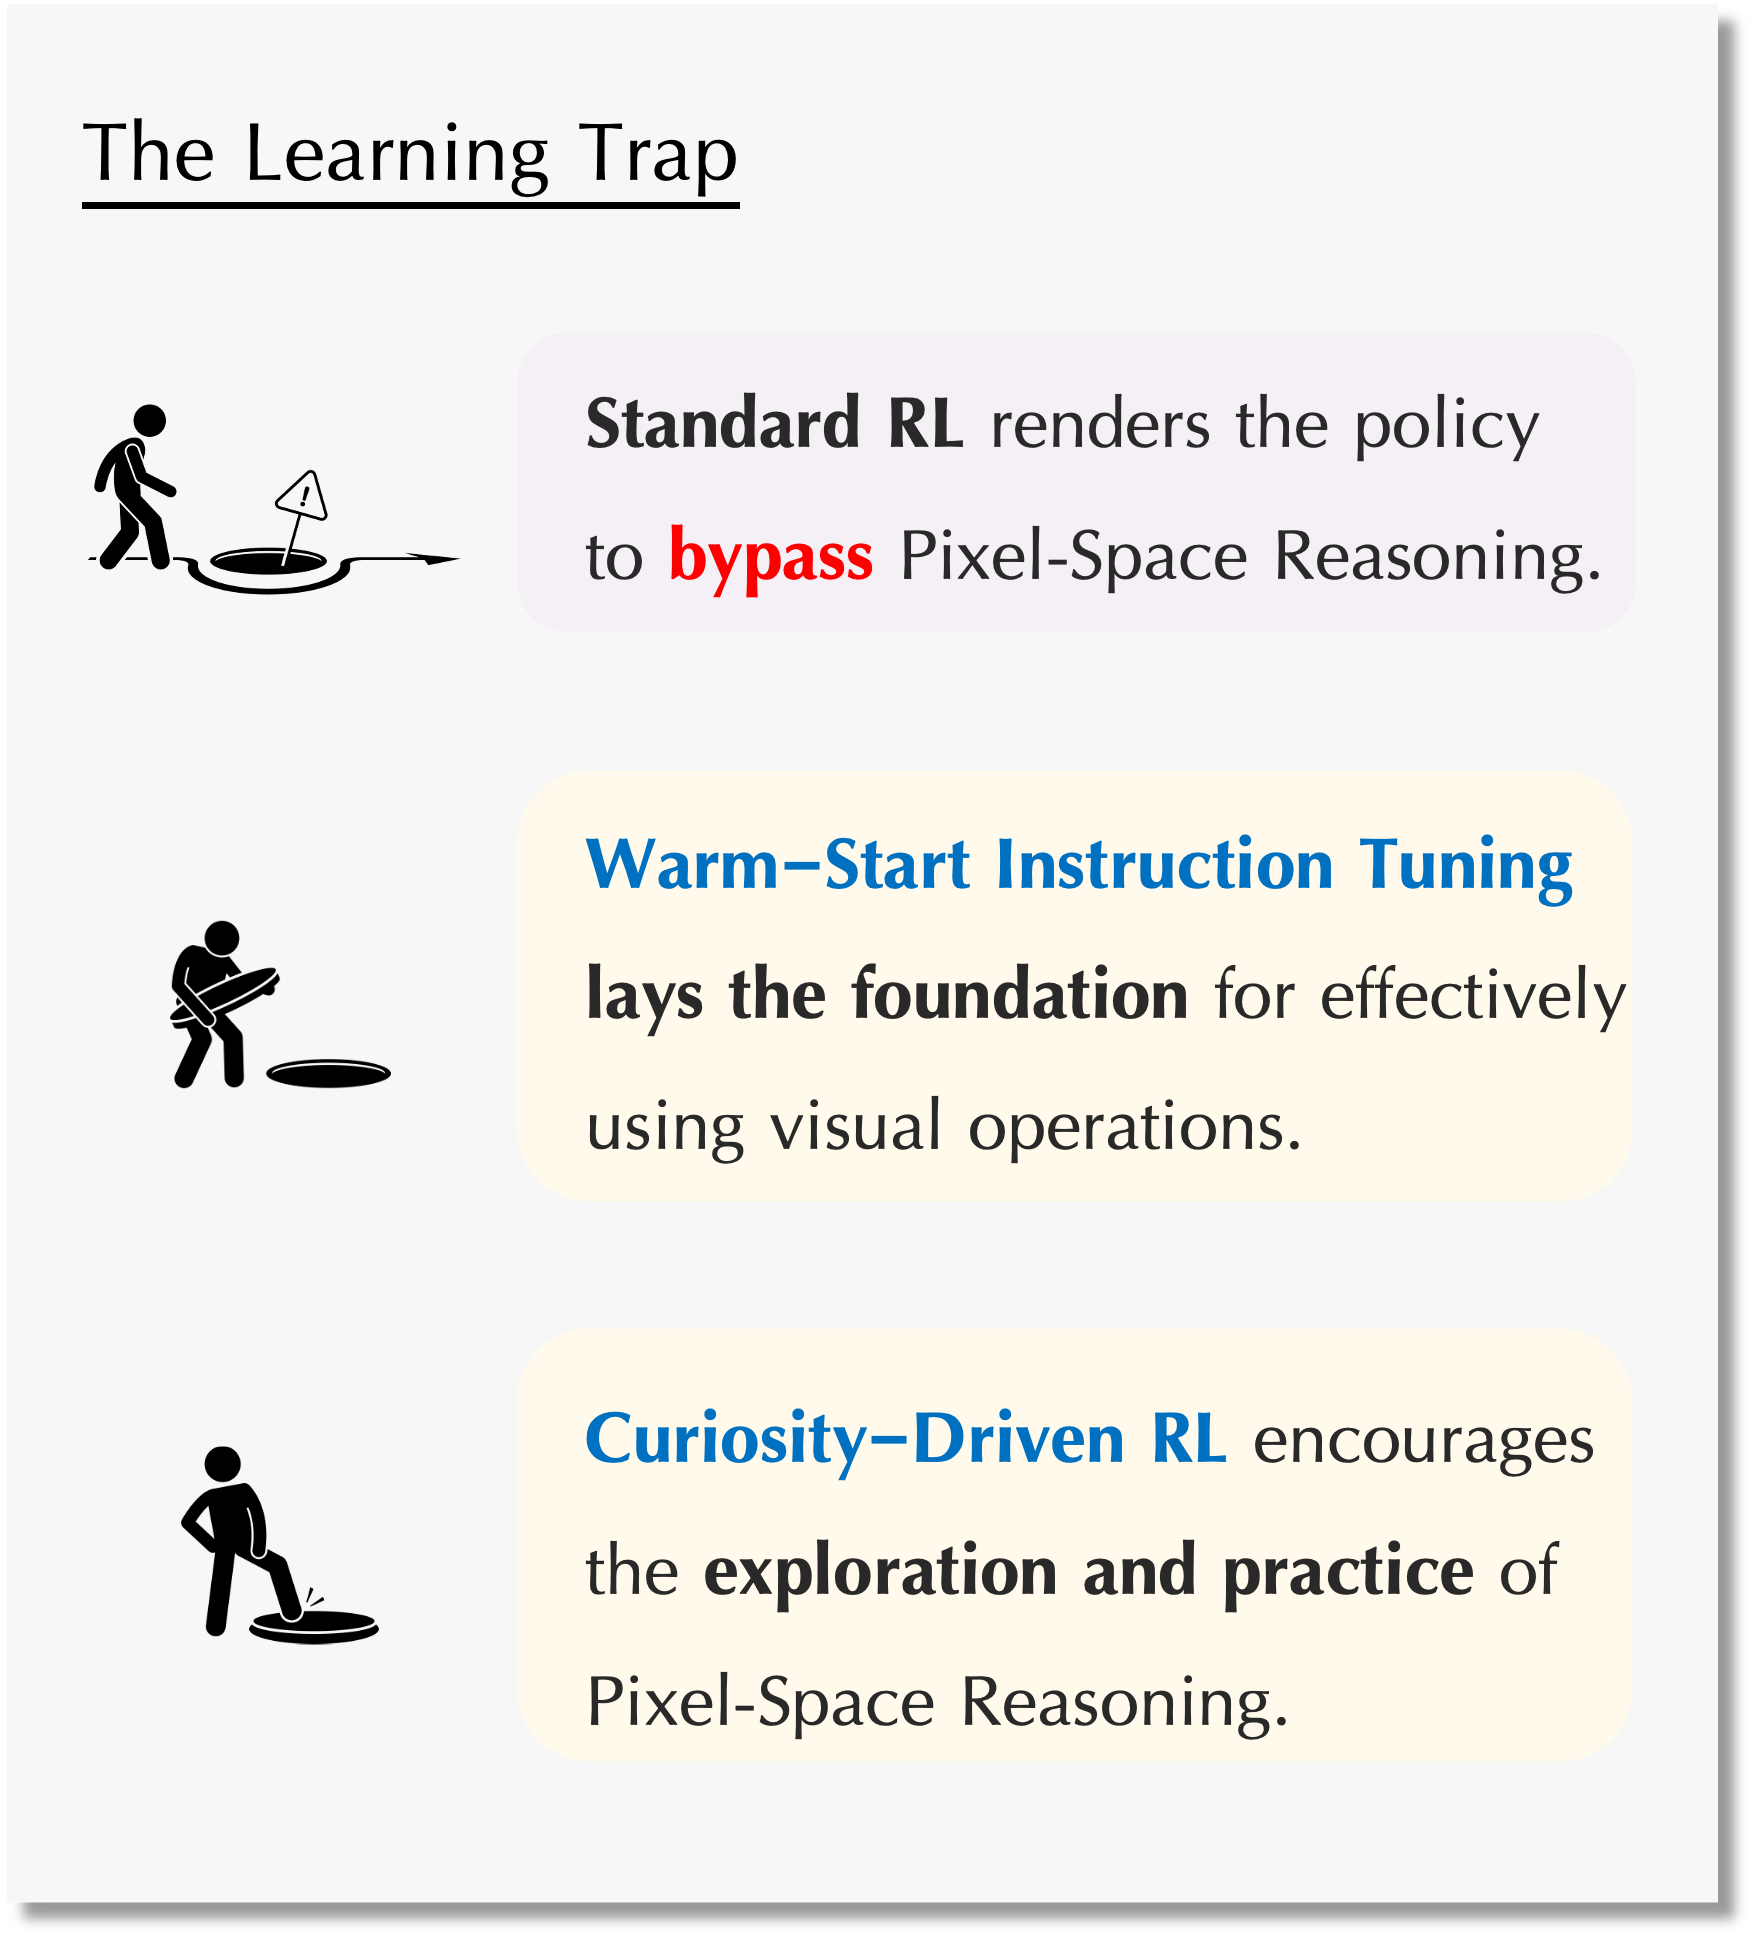 The Learning Trap
!
Standard RL renders the policy
to bypass Pixel-Space Reasoning.
Warm–Start Instruction Tuning
lays the foundation for effectively
using visual operations.
Curiosity–Driven RL encourages
the exploration and practice of
Pixel-Space Reasoning.